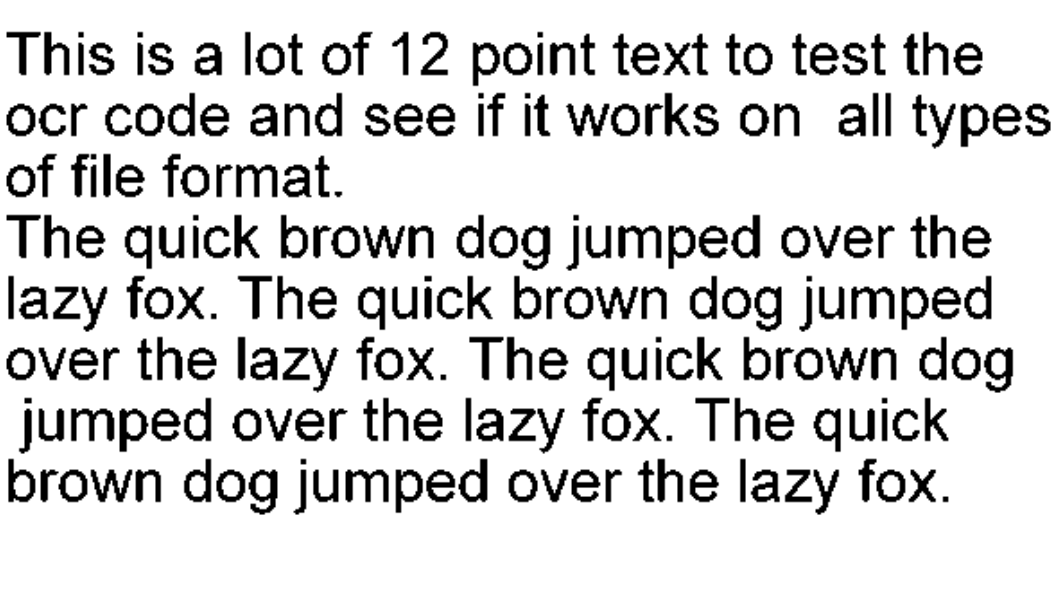 This is a lot of 12 point text to test the
ocr code and see if it works on  all types
of file format.
The quick brown dog jumped over the
lazy fox. The quick brown dog jumped
over the lazy fox. The quick brown dog
 jumped over the lazy fox. The quick
brown dog jumped over the lazy fox.